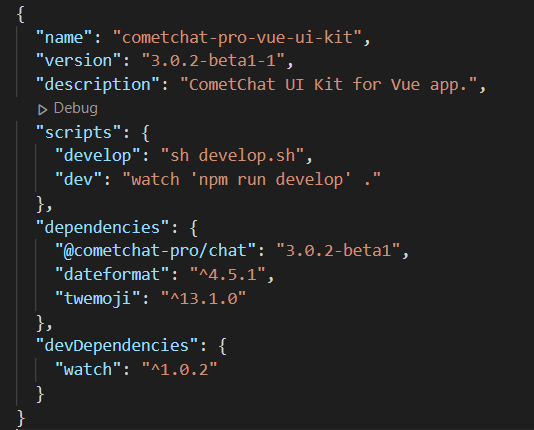 {
"name": "cometchat-pro-vue-ui-kit",
"version": "3.0.2-beta1-1",
"description": "CometChat UI Kit for Vue app.",
Debug
"scripts": {
"develop": "sh develop.sh",
"dev": "watch 'npm run develop' ."
},
"dependencies": {
"@cometchat-pro/chat": "3.0.2-beta1",
"dateformat": "^4.5.1",
"twemoji": "^13.1.0"
},
"devDependencies": {
"watch": "^1.0.2"
}
}